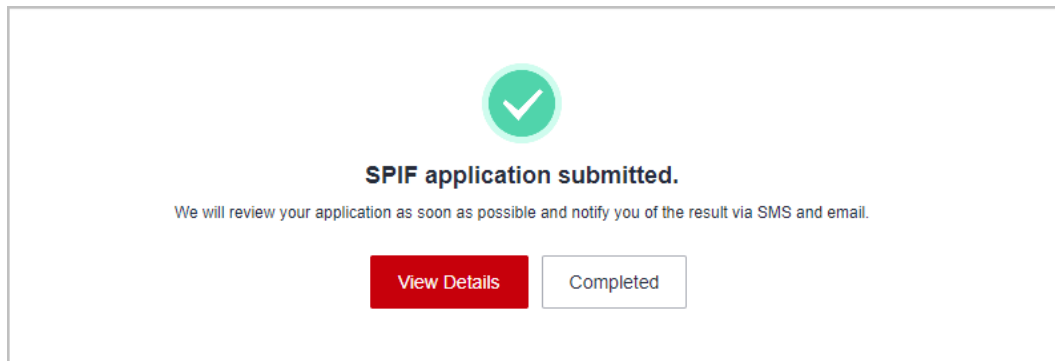 SPIF application submitted.
We will review your application as soon as possible and notify you of the result via SMS and email.
View Details
Completed